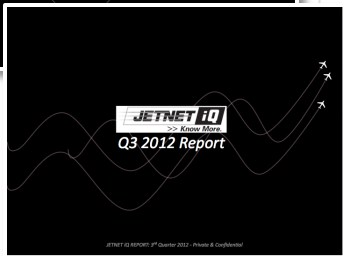 JETNET iQ
>> Know More.
Q3 2012 Report
JETNET iQ REPORT: 3rd Quarter 2012 - Private & Confidential